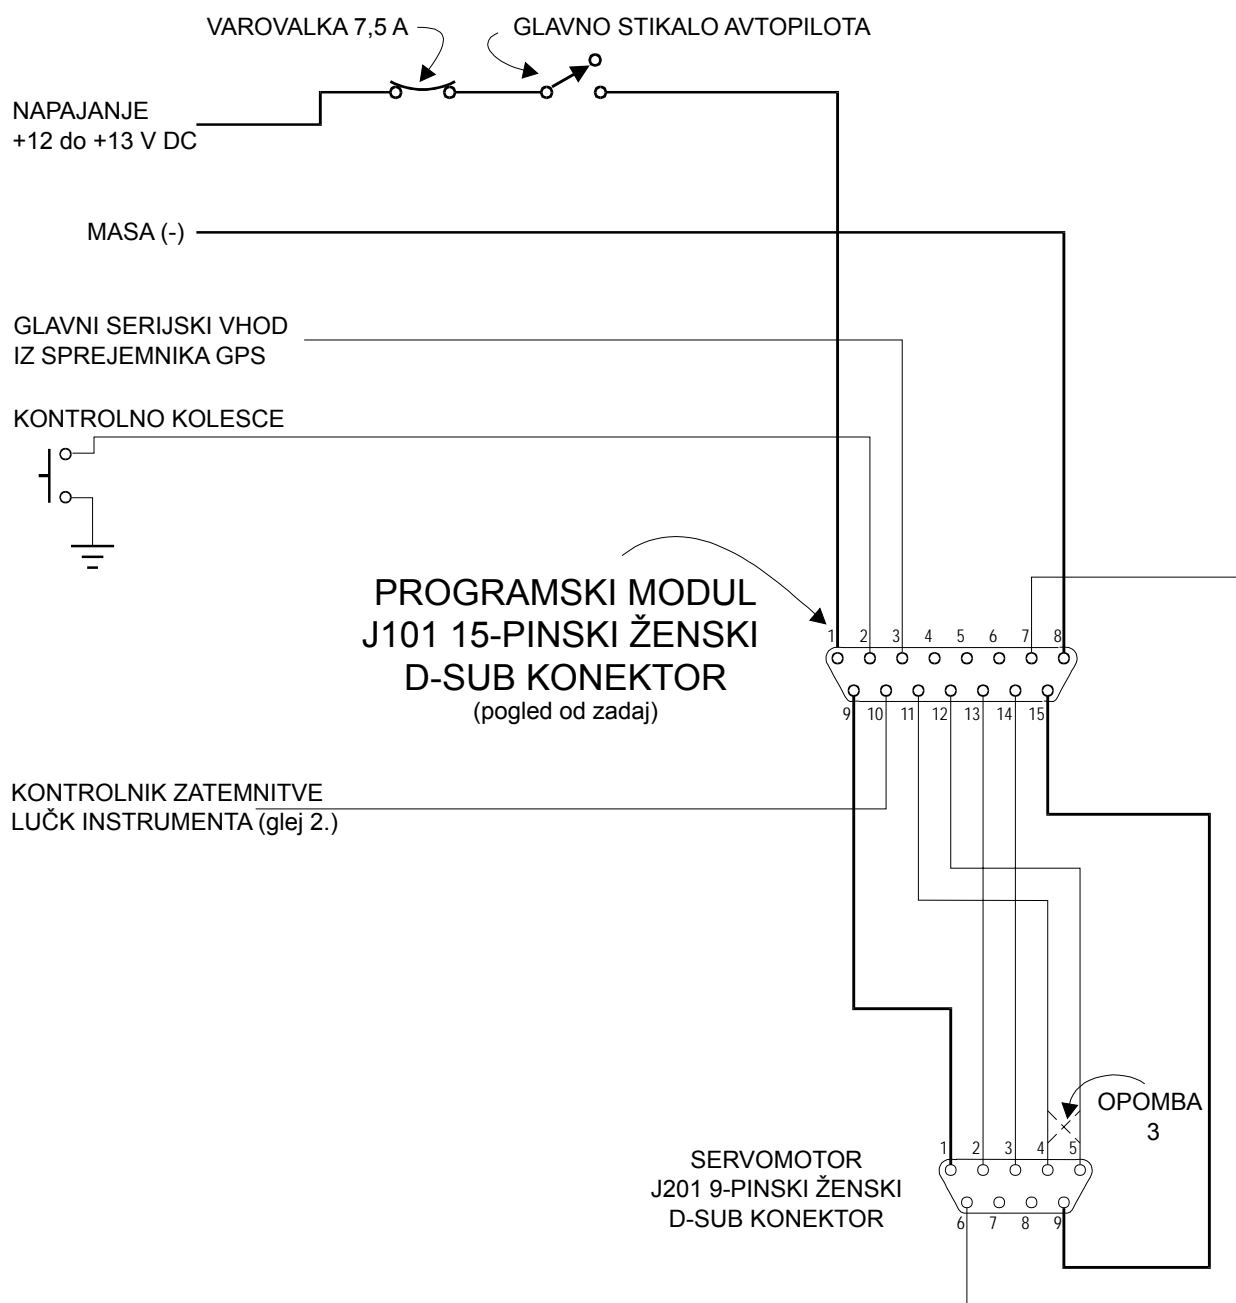 VAROVALKA 7,5 A
GLAVNO STIKALO AVTOPILOTA
NAPAJANJE
+12 do +13 V DC
MASA (-)
GLAVNI SERIJSKI VHOD
IZ SPREJEMNIKA GPS
KONTROLNO KOLESCE
PROGRAMSKI MODUL
J101 15-PINSKI ŽENSKI
D-SUB KONEKTOR
(pogled od zadaj)
1 2 3 4 5 6 7 8
9 10 11 12 13 14 15
KONTROLNIK ZATEMNITVE
LUČK INSTRUMENTA (glej 2.)
OPOMBA
3
SERVOMOTOR
J201 9-PINSKI ŽENSKI
D-SUB KONEKTOR
1 2 3 4 5
6 7 8 9